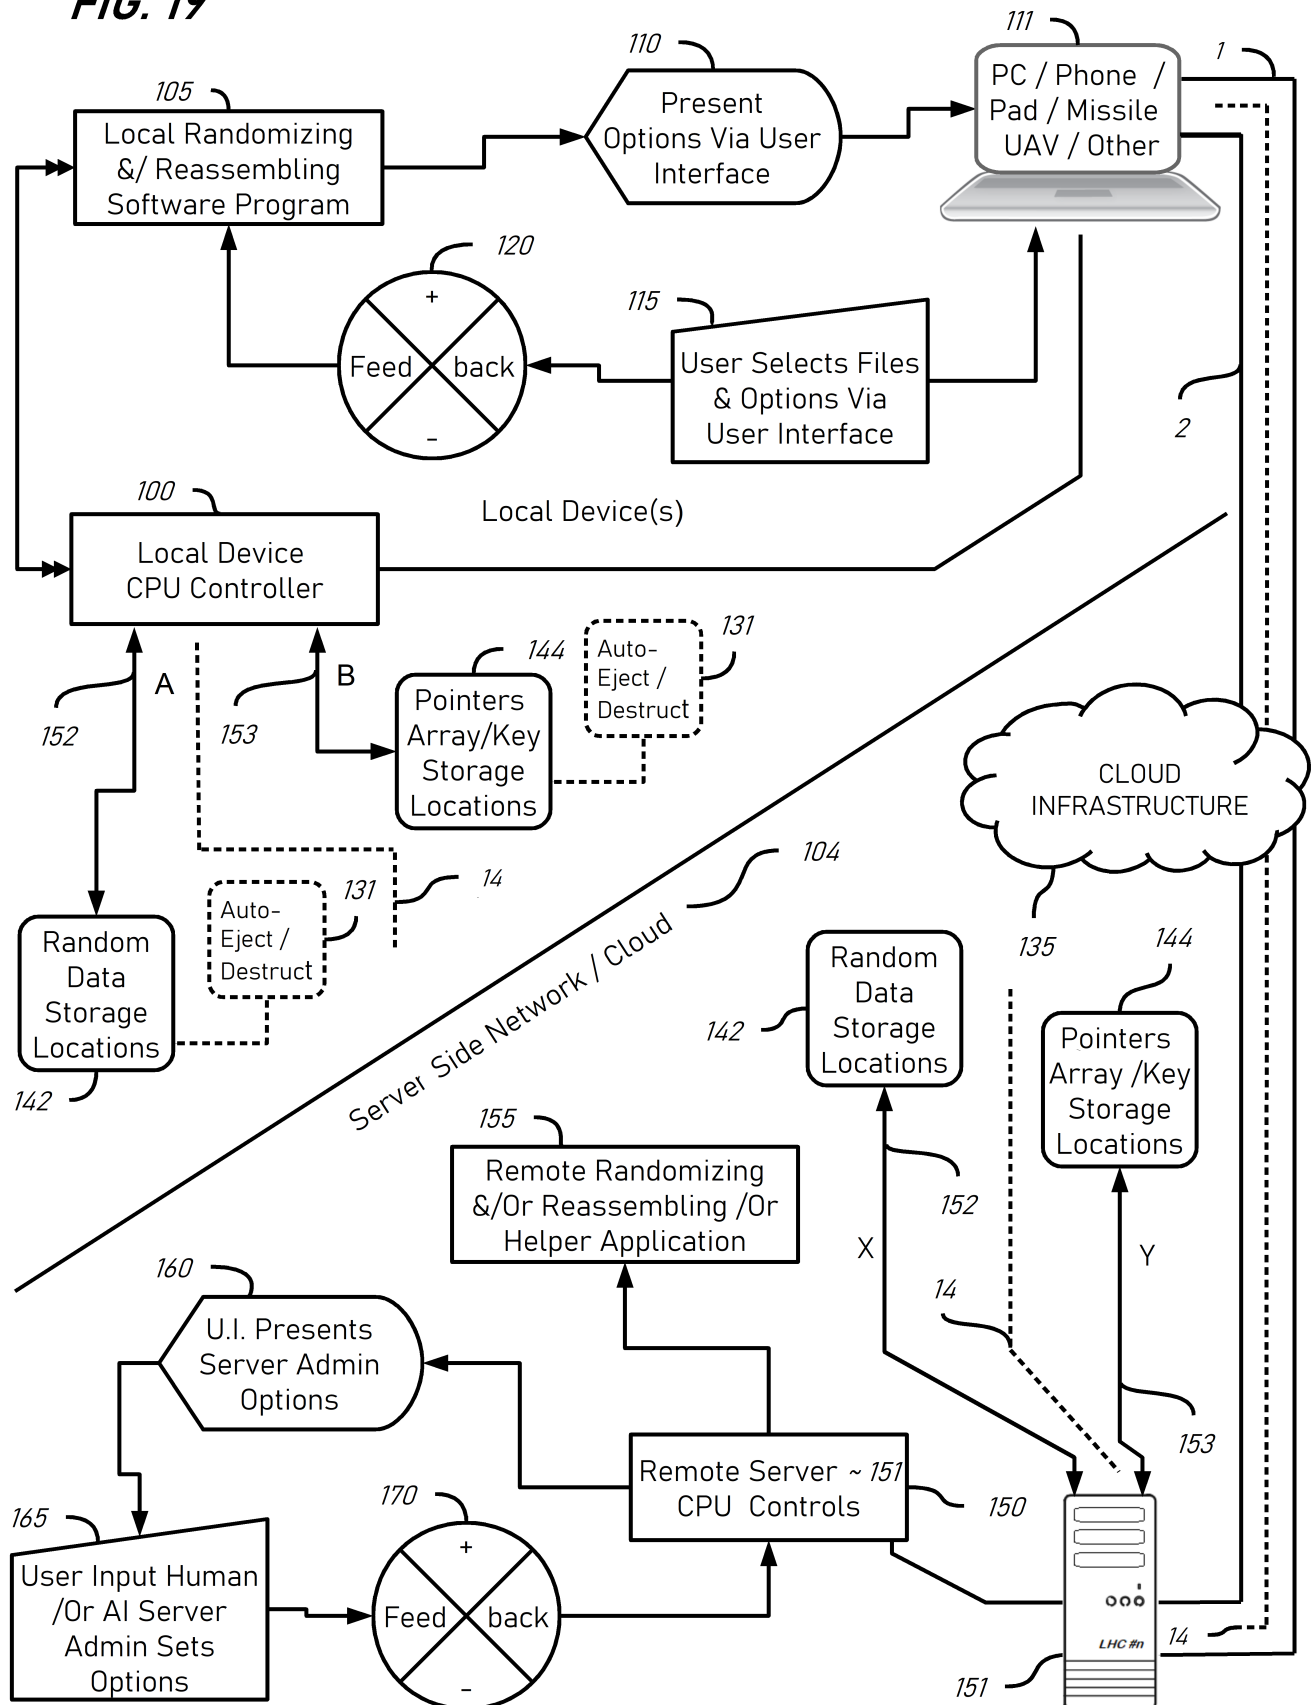 FIG. 19
111
110
1
105
PC / Phone /
Pad / Missile
UAV / Other
Present
Options Via User
Interface
Local Randomizing
&/ Reassembling
Software Program
120
115
+
Feed
back
-
User Selects Files
& Options Via
User Interface
2
100
Local Device(s)
Local Device
CPU Controller
131
144
Auto-
Eject /
Destruct
A
B
152
153
Pointers
Array/Key
Storage
Locations
CLOUD
INFRASTRUCTURE
104
14
131
Auto-
Eject /
Destruct
Random
Data
Storage
Locations
142
Server Side Network / Cloud
135
144
Random
Data
Storage
Locations
142
Pointers
Array /Key
Storage
Locations
155
Remote Randomizing
&/Or Reassembling /Or
Helper Application
152
X
Y
160
14
U.I. Presents
Server Admin
Options
153
Remote Server ~ 151
CPU Controls
150
170
165
+
Feed
back
-
User Input Human
/Or AI Server
Admin Sets
Options
LHC #n
14
151